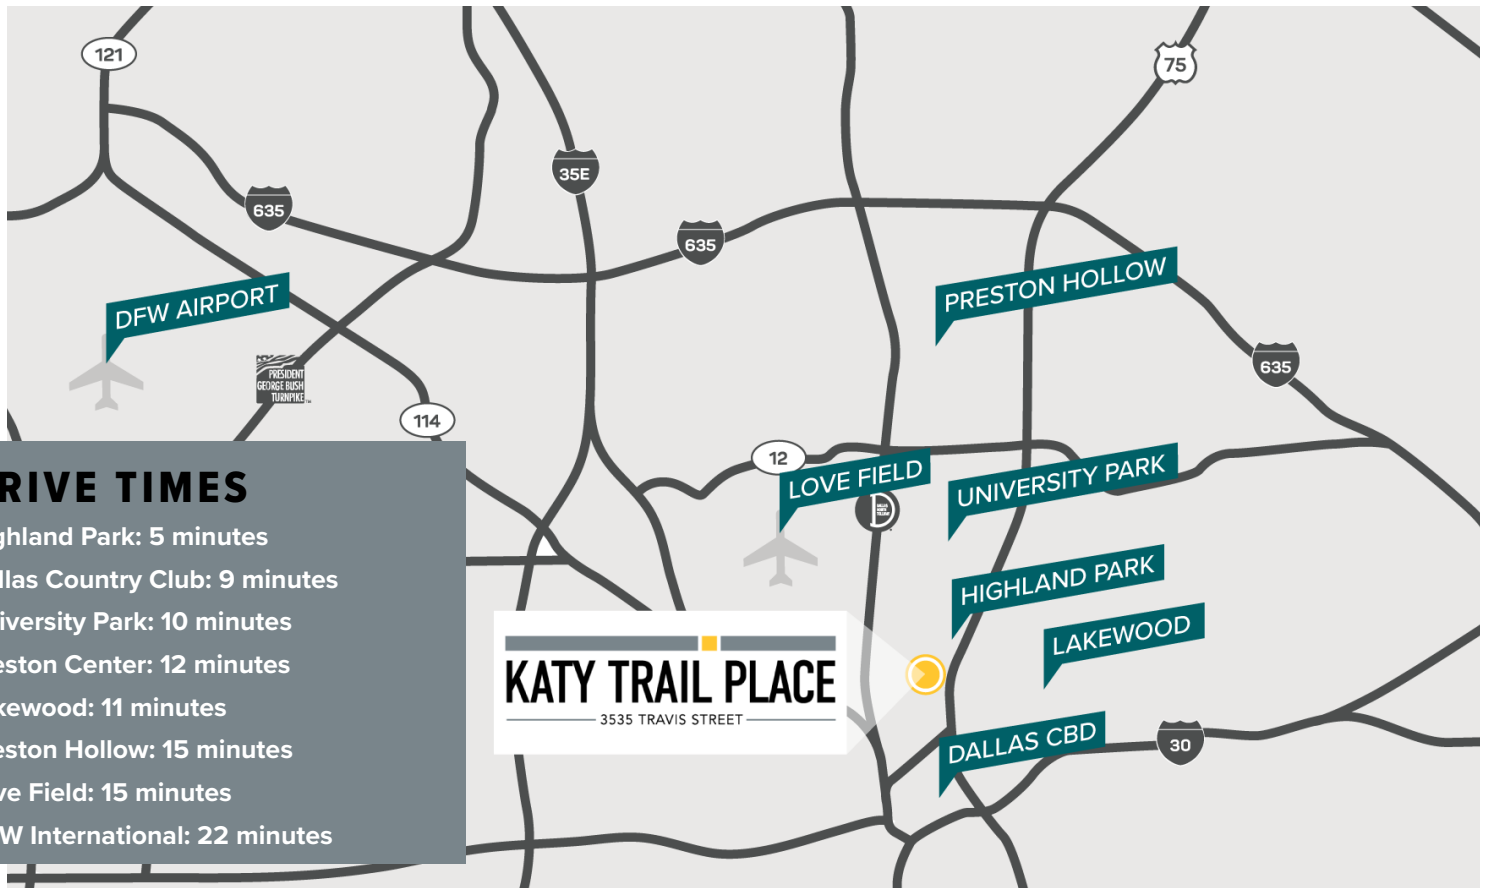 121
75
35E
635
635
PRESTON HOLLOW
DFW AIRPORT
635
PRESIDENT
GEORGE BUSH
TURNPIKE
114
12
LOVE FIELD
UNIVERSITY PARK
HIGHLAND PARK
LAKEWOOD
KATY TRAIL PLACE
3535 TRAVIS STREET
DALLAS CBD
30
RIVE TIMES
ghland Park: 5 minutes
llas Country Club: 9 minutes
iversity Park: 10 minutes
eston Center: 12 minutes
kewood: 11 minutes
eston Hollow: 15 minutes
ve Field: 15 minutes
W International: 22 minutes